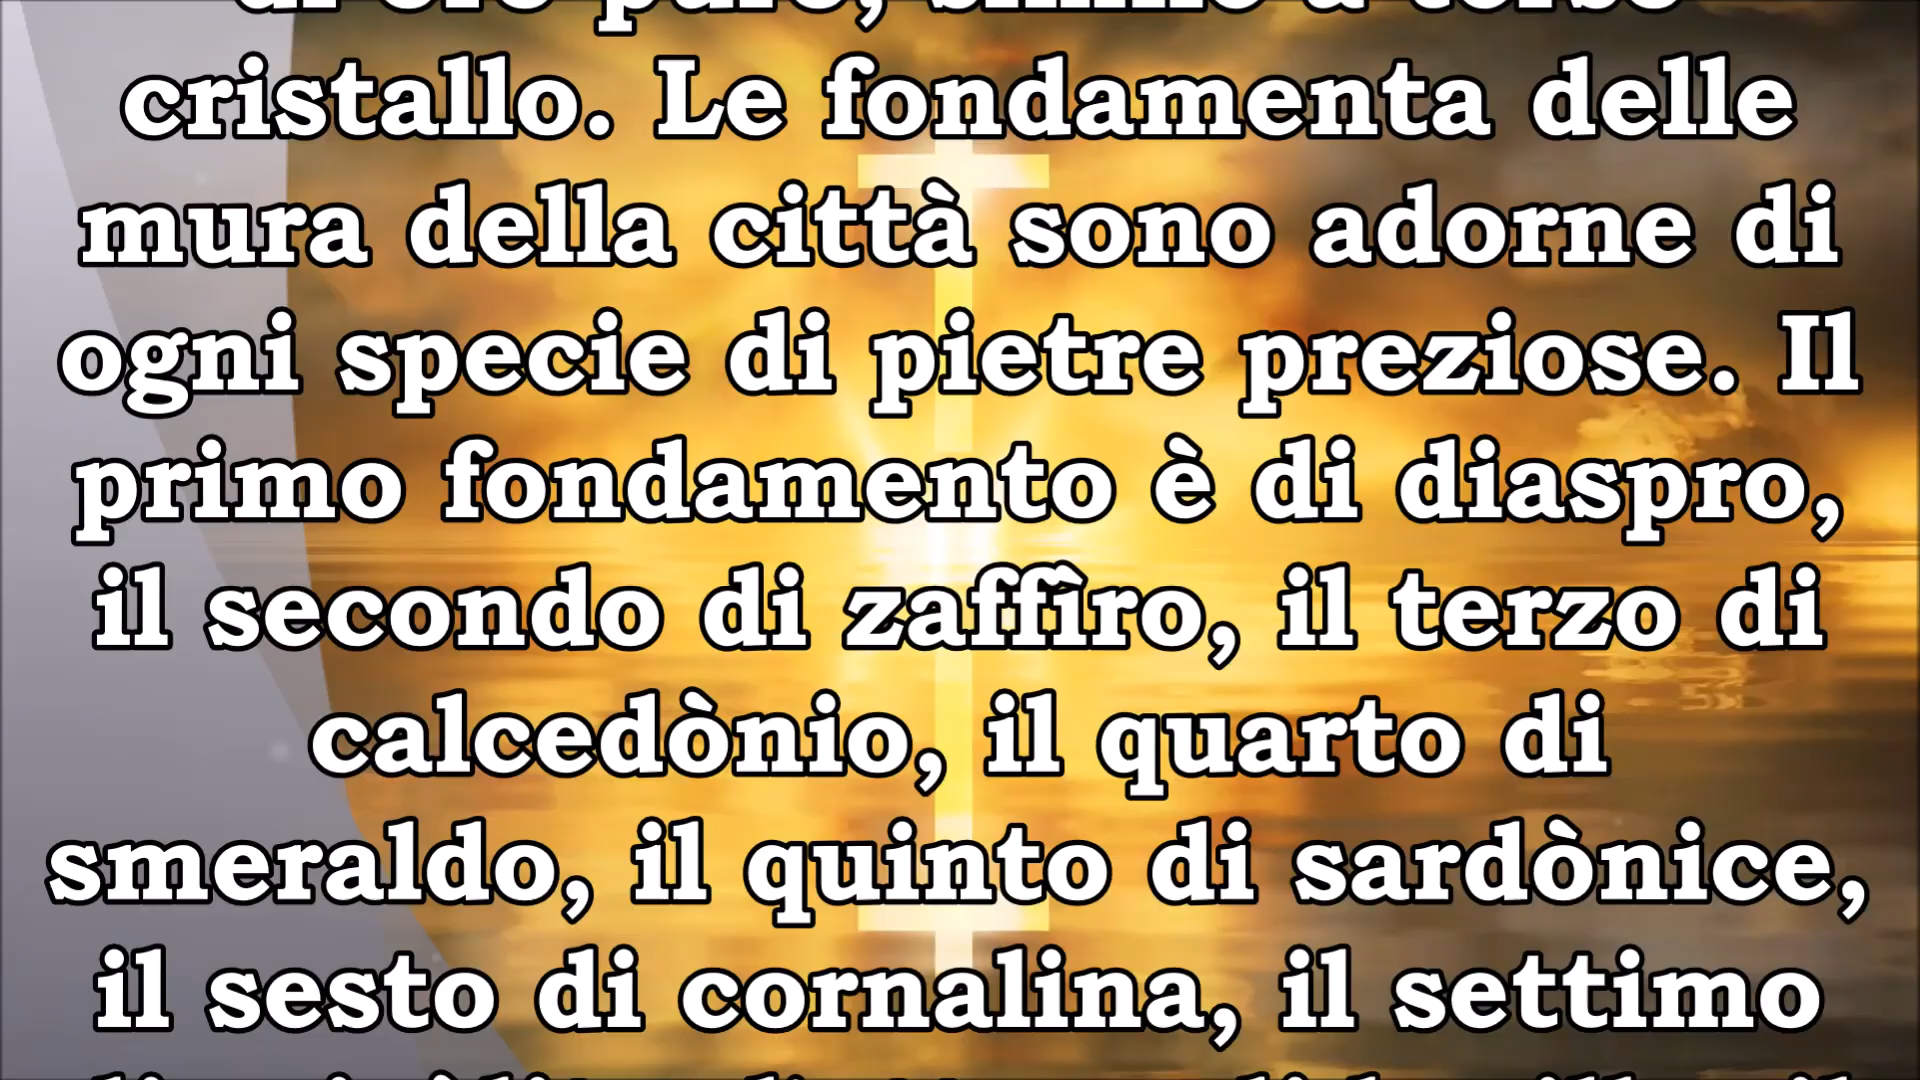 cristallo. Le fondamenta delle
mura della città sono adorne di
ogni specie di pietre preziose. Il
primo fondamento è di diaspro,
il secondo di zaffìro, il terzo di
calcedònio, il quarto di
smeraldo, il quinto di sardònice,
il sesto di cornalina, il settimo